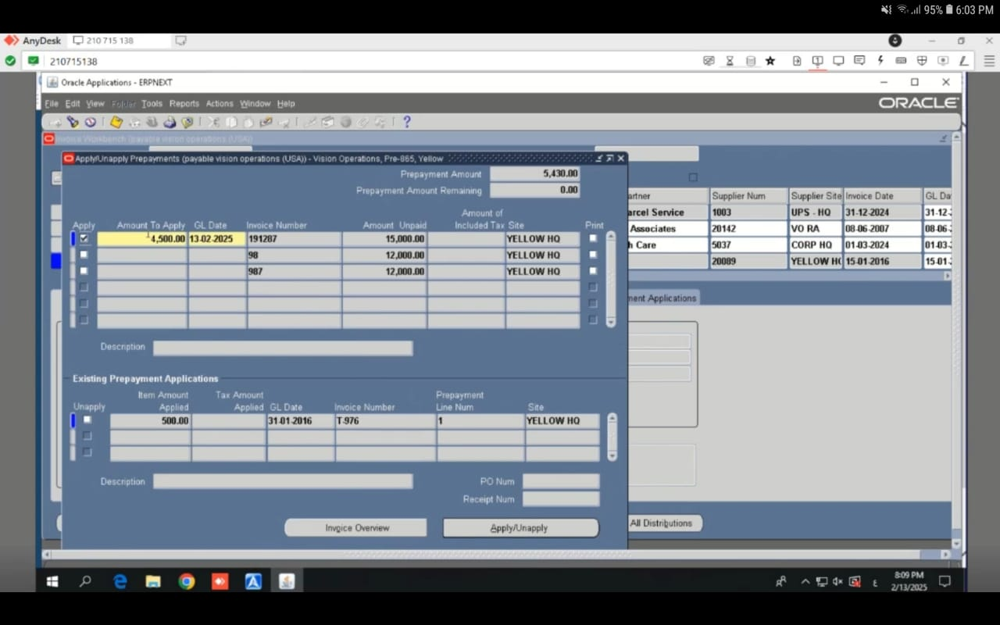 95% 6:03 PM
AnyDesk 210 715 138
210715138
Oracle Applications - ERPNEXT
File Edit View Folder Tools Reports Actions Window Help
ORACLE
Invoice Workbench (payable vision operations (USA))
Apply/Unapply Prepayments (payable vision operations (USA)) - Vision Operations, Pre-865, Yellow
Prepayment Amount 5,430.00
Prepayment Amount Remaining 0.00
Amount of
Apply Amount To Apply GL Date Invoice Number Amount Unpaid Included Tax Site Print
4,500.00 13-02-2025 191287 15,000.00 YELLOW HQ
98 12,000.00 YELLOW HQ
987 12,000.00 YELLOW HQ
Description
artner Supplier Num Supplier Site Invoice Date GL Da
arcel Service 1003 UPS - HQ 31-12-2024 31-12-
Associates 20142 VO RA 08-06-2007 08-06-
h Care 5037 CORP HQ 01-03-2024 01-03-
20089 YELLOW H 15-01-2016 15-01-
ment Applications
Existing Prepayment Applications
Item Amount Tax Amount Prepayment
Unapply Applied Applied GL Date Invoice Number Line Num Site
500.00 31-01-2016 T-976 1 YELLOW HQ
Description PO Num
Receipt Num
Invoice Overview Apply/Unapply All Distributions
8:09 PM
ع 2/13/2025